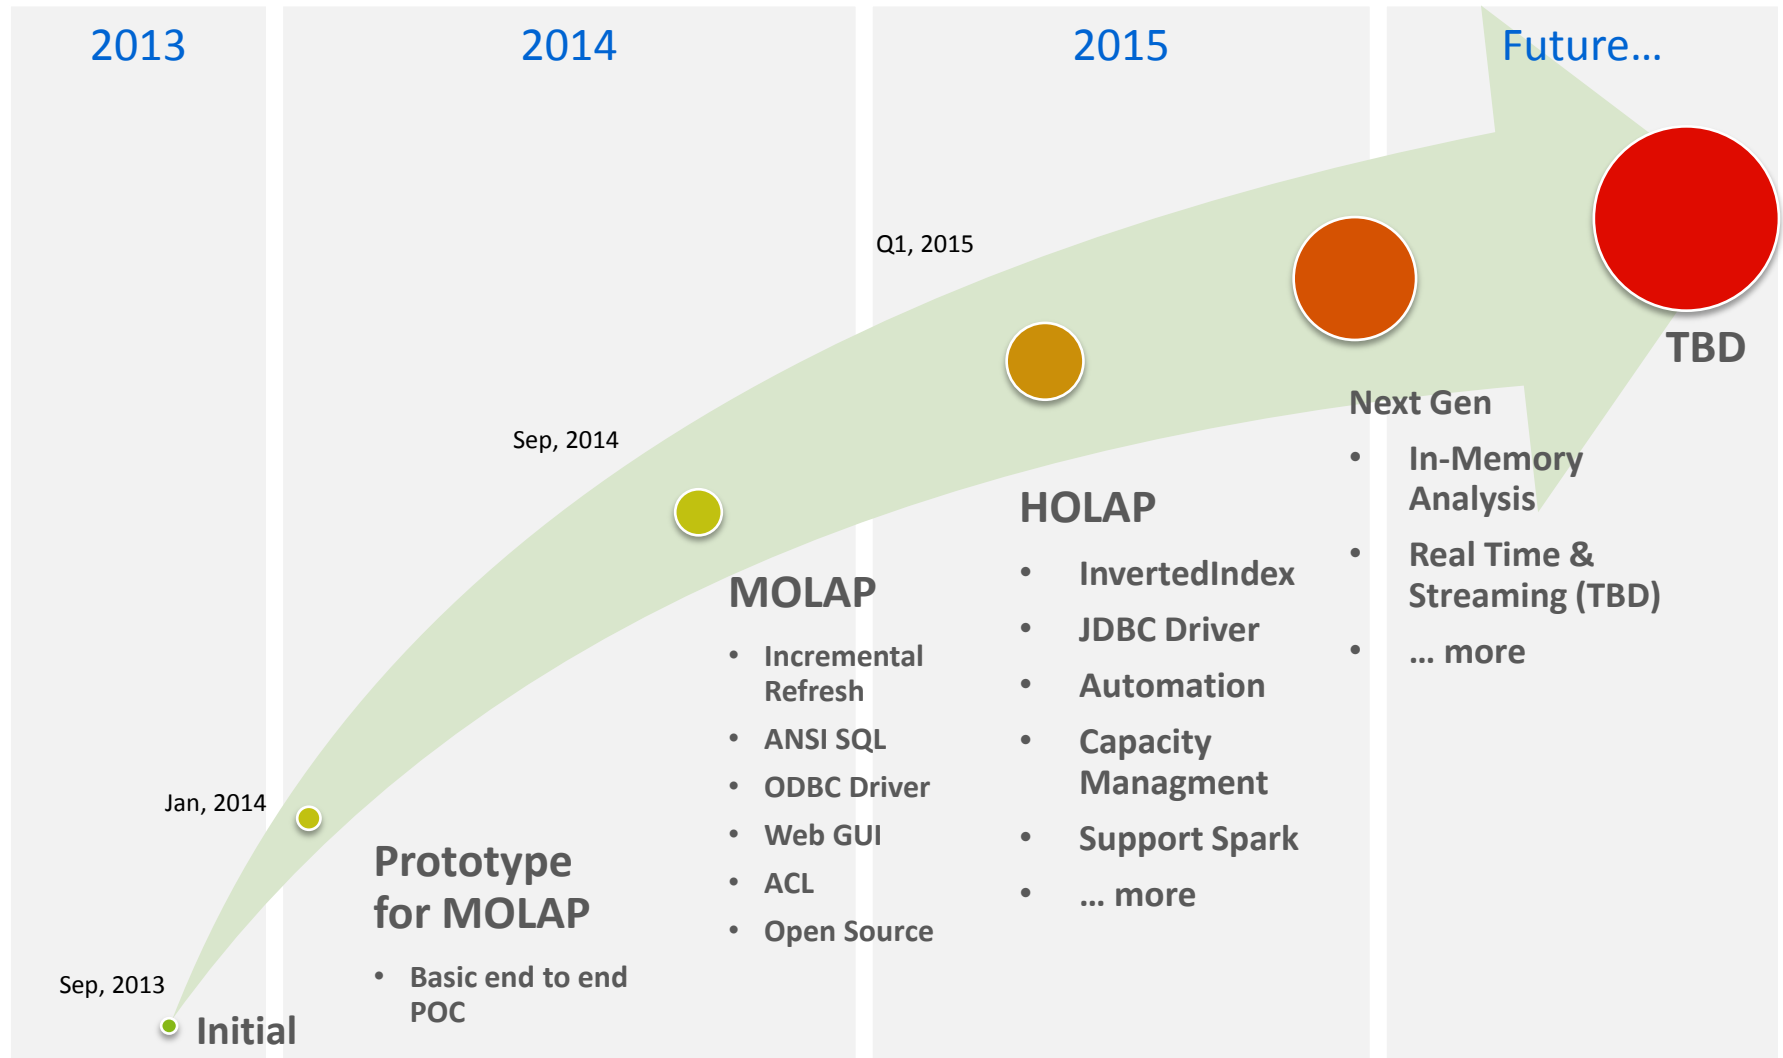 2013
2014
2015
Future...
Sep, 2013
Initial
Jan, 2014
Prototype
for MOLAP
• Basic end to end
POC
Sep, 2014
MOLAP
• Incremental
Refresh
• ANSI SQL
• ODBC Driver
• Web GUI
• ACL
• Open Source
Q1, 2015
HOLAP
• InvertedIndex
• JDBC Driver
• Automation
• Capacity
Managment
• Support Spark
• ... more
Next Gen
• In-Memory
Analysis
• Real Time &
Streaming (TBD)
• ... more
TBD